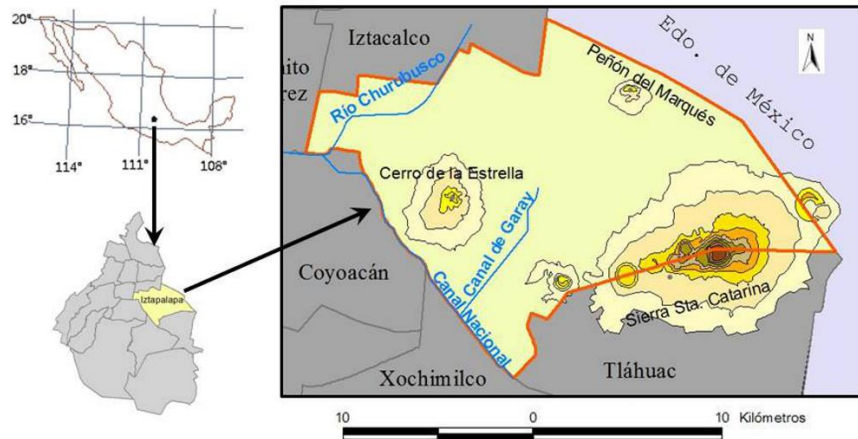 20°
18°
16°
114°
111°
108°
Iztapalapa
Iztacalco
ito
rez
Río Churubusco
Peñón del Marqués
Edo. de México
N
Cerro de la Estrella
Canal de Garay
Coyoacán
Canal Nacional
Sierra Sta. Catarina
Xochimilco
Tláhuac
10
0
10
Kilómetros